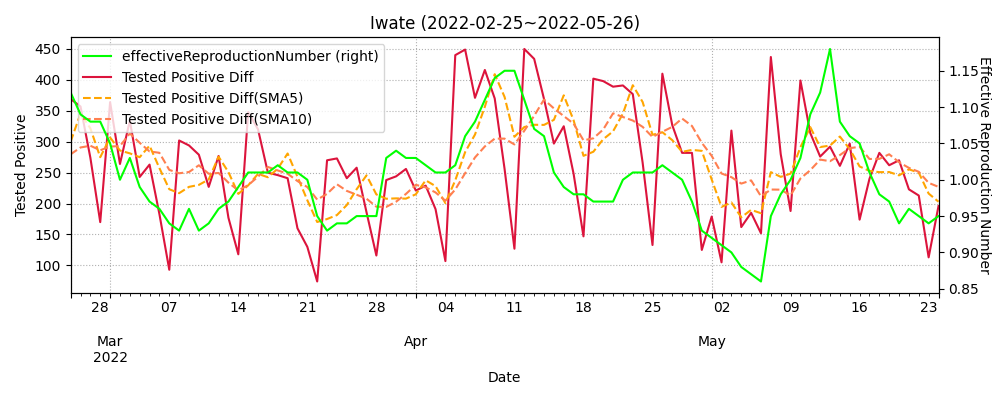 Iwate (2022-02-25~2022-05-26)
effectiveReproductionNumber (right)
Tested Positive Diff
Tested Positive Diff(SMA5)
Tested Positive Diff(SMA10)
Tested Positive
450
400
350
300
250
200
150
100
1.15
1.10
1.05
1.00
0.95
0.90
0.85
Effective Reproduction Number
28 07 14 21 28 04 11 18 25 02 09 16 23
Mar Apr May
2022
Date